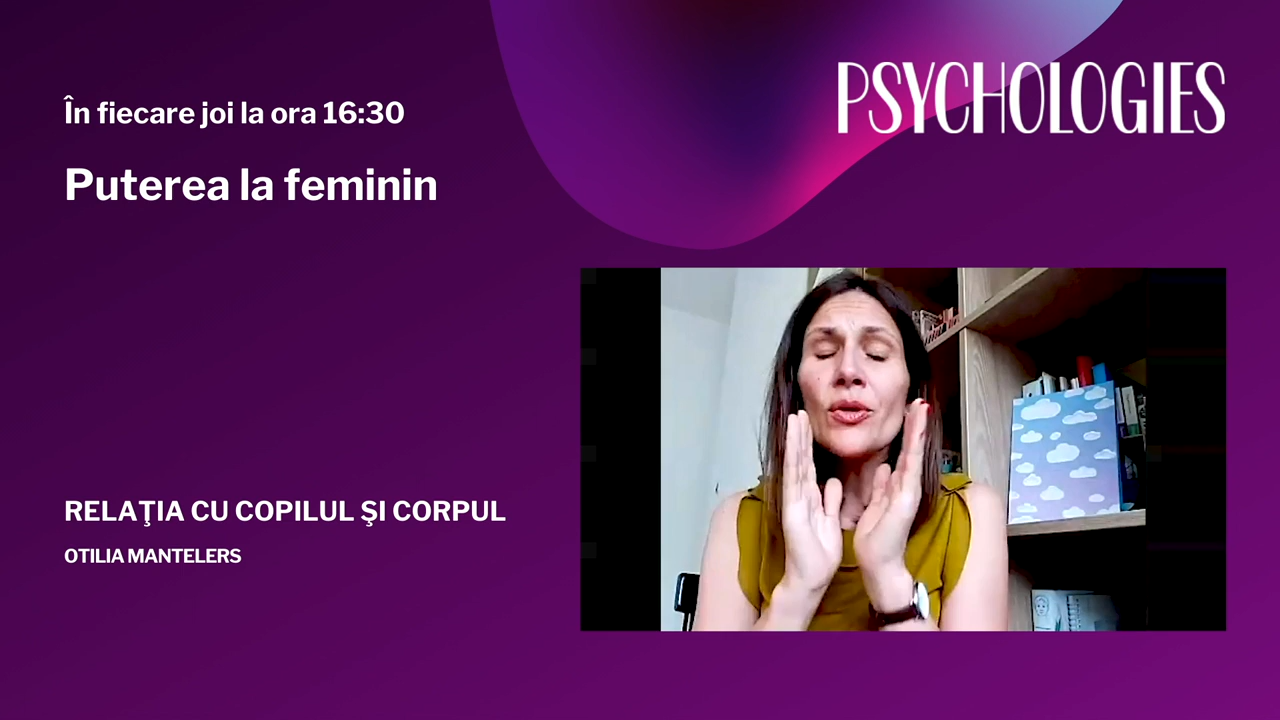 În fiecare joi la ora 16:30
PSYCHOLOGIES
Puterea la feminin
RELAŢIA CU COPILUL ŞI CORPUL
OTILIA MANTELERS